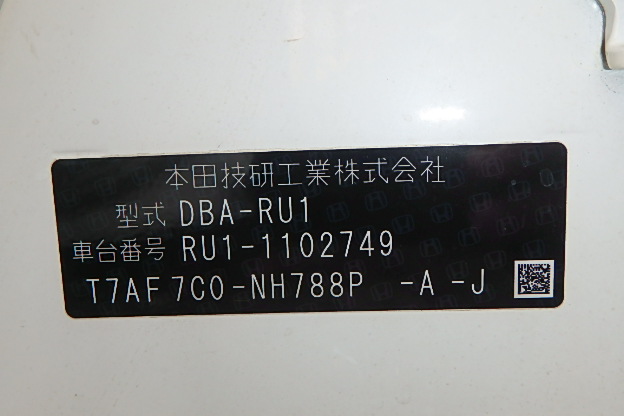 本田技研工業株式会社
型式 DBA-RU1
車台番号 RU1-1102749
T7AF7C0-NH788P -A -J